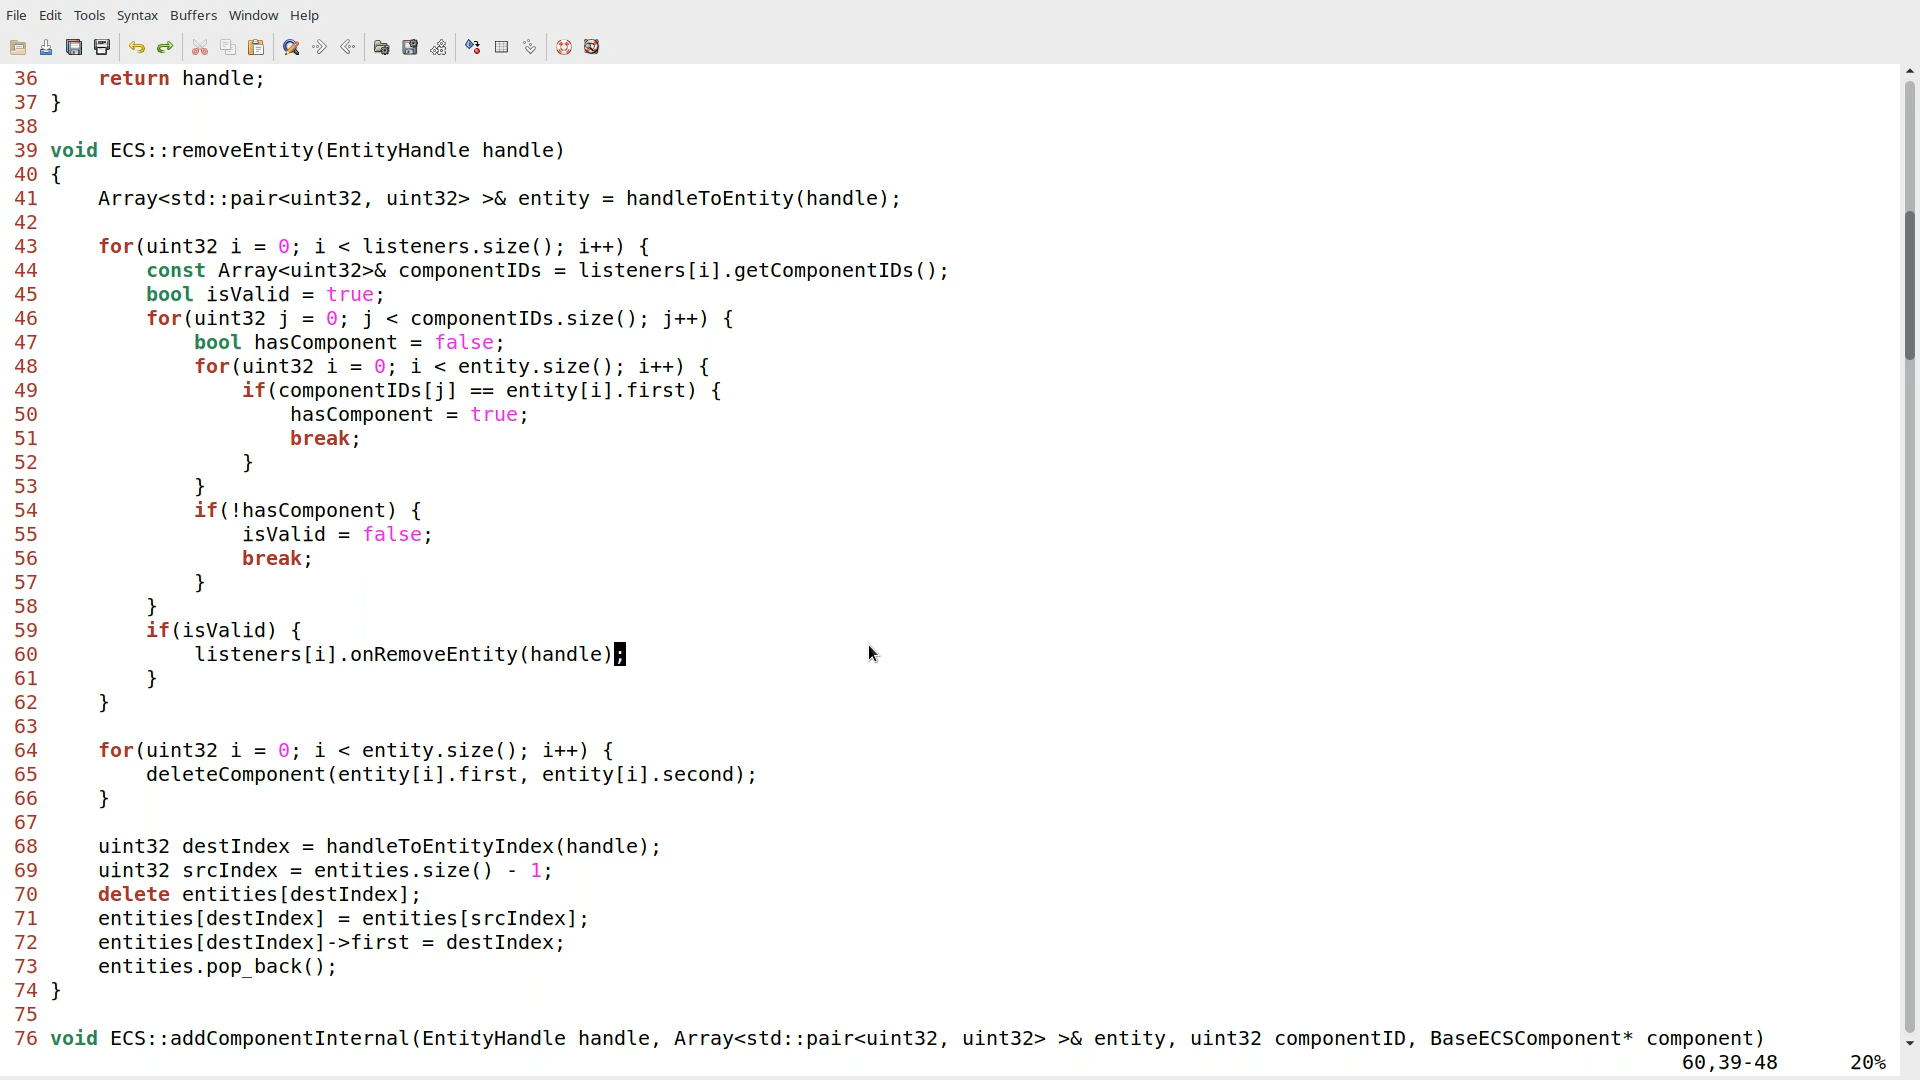 File Edit Tools Syntax Buffers Window Help
36     return handle;
37 }
38
39 void ECS::removeEntity(EntityHandle handle)
40 {
41     Array<std::pair<uint32, uint32> >& entity = handleToEntity(handle);
42
43     for(uint32 i = 0; i < listeners.size(); i++) {
44         const Array<uint32>& componentIDs = listeners[i].getComponentIDs();
45         bool isValid = true;
46         for(uint32 j = 0; j < componentIDs.size(); j++) {
47             bool hasComponent = false;
48             for(uint32 i = 0; i < entity.size(); i++) {
49                 if(componentIDs[j] == entity[i].first) {
50                     hasComponent = true;
51                     break;
52                 }
53             }
54             if(!hasComponent) {
55                 isValid = false;
56                 break;
57             }
58         }
59         if(isValid) {
60             listeners[i].onRemoveEntity(handle);
61         }
62     }
63
64     for(uint32 i = 0; i < entity.size(); i++) {
65         deleteComponent(entity[i].first, entity[i].second);
66     }
67
68     uint32 destIndex = handleToEntityIndex(handle);
69     uint32 srcIndex = entities.size() - 1;
70     delete entities[destIndex];
71     entities[destIndex] = entities[srcIndex];
72     entities[destIndex]->first = destIndex;
73     entities.pop_back();
74 }
75
76 void ECS::addComponentInternal(EntityHandle handle, Array<std::pair<uint32, uint32> >& entity, uint32 componentID, BaseECSComponent* component)
60,39-48 20%